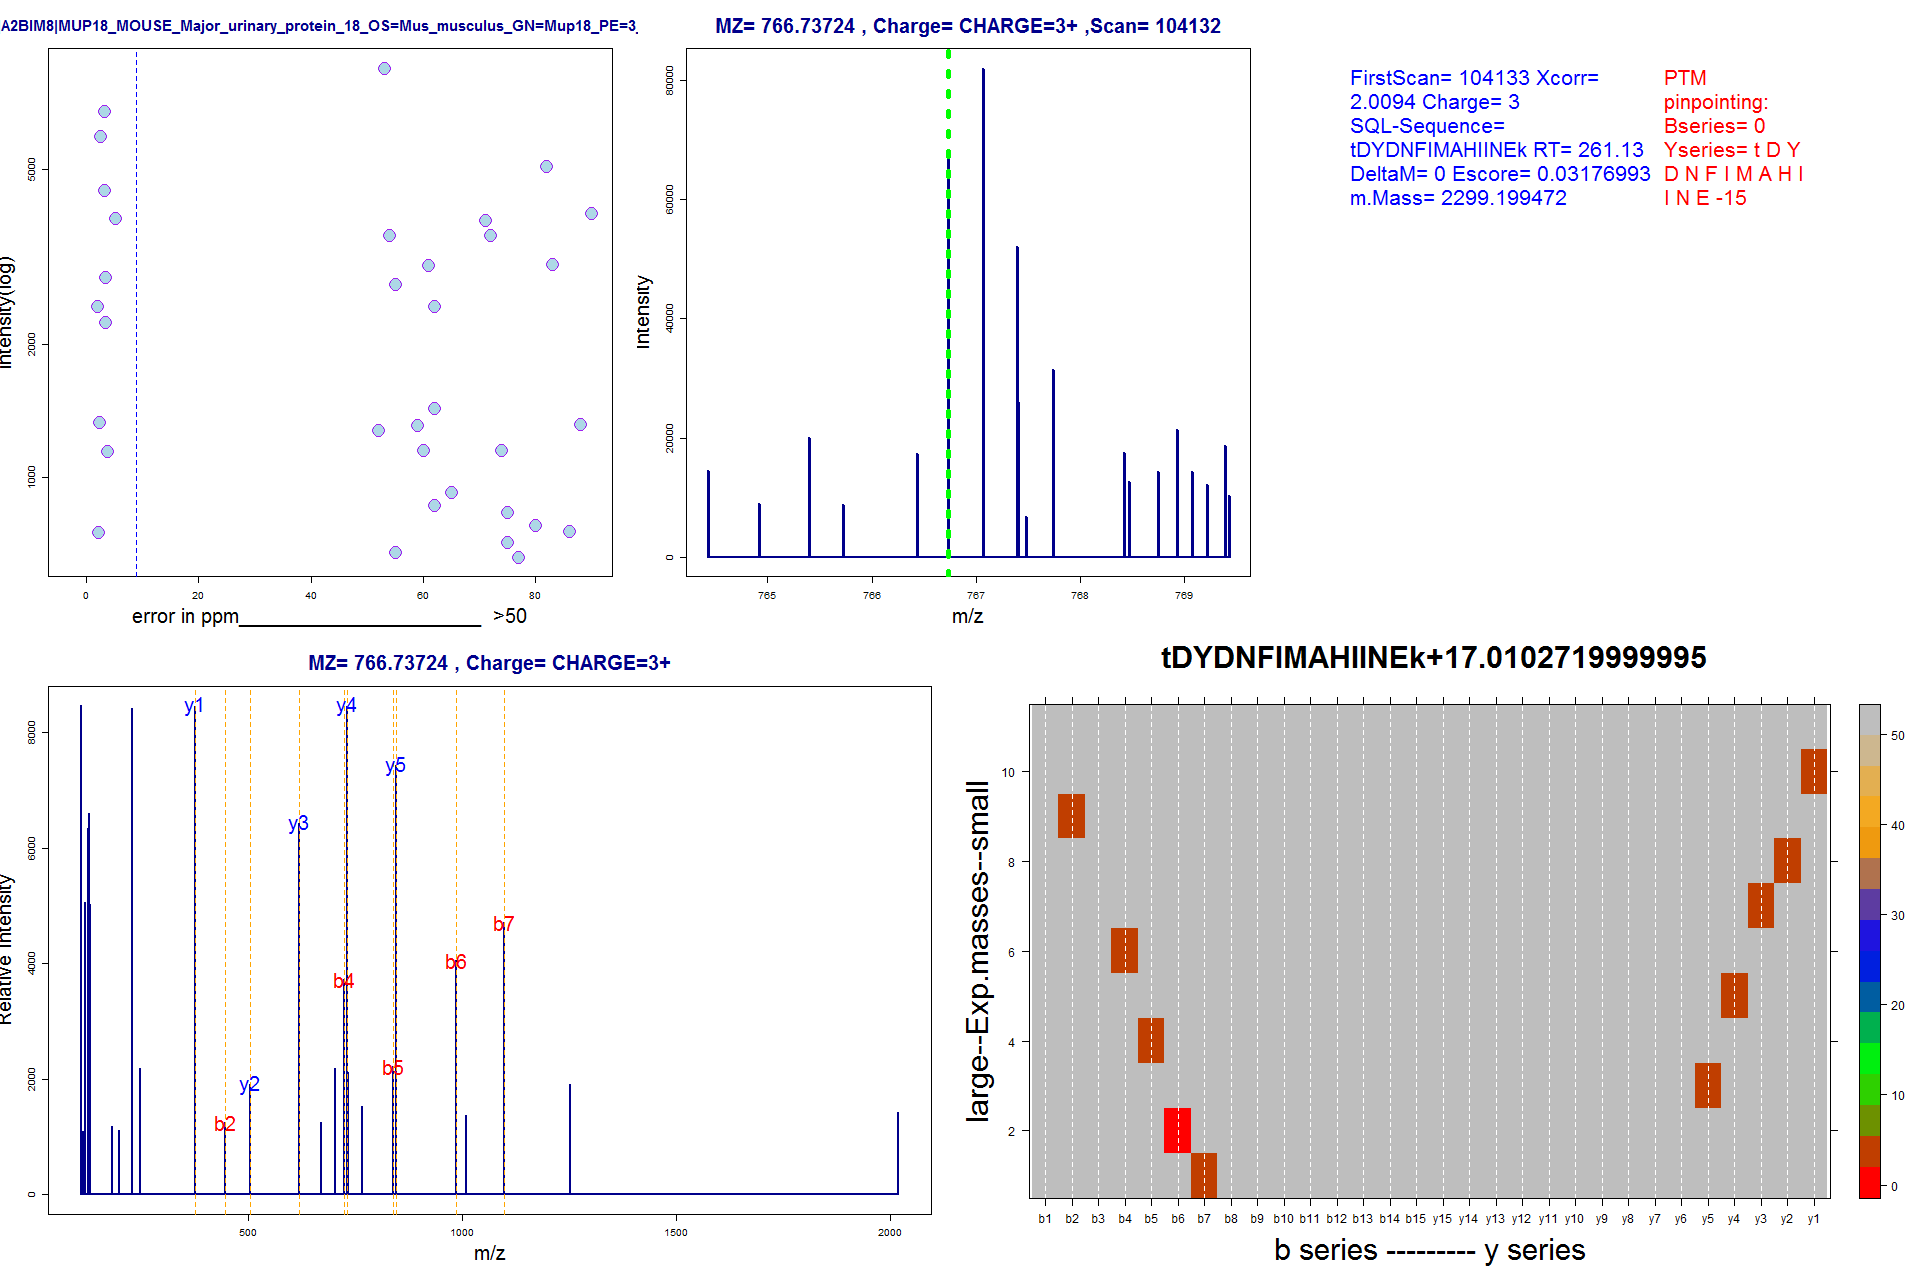 A2BIM8|MUP18_MOUSE_Major_urinary_protein_18_OS=Mus_musculus_GN=Mup18_PE=3_
Intensity(log)
5000
2000
1000
0 20 40 60 80
error in ppm_______________________ >50
MZ= 766.73724 , Charge= CHARGE=3+ ,Scan= 104132
Intensity
80000
60000
40000
20000
0
765 766 767 768 769
m/z
FirstScan= 104133 Xcorr=
2.0094 Charge= 3
SQL-Sequence=
tDYDNFIMAHIINEk RT= 261.13
DeltaM= 0 Escore= 0.03176993
m.Mass= 2299.199472
PTM
pinpointing:
Bseries= 0
Yseries= t D Y
D N F I M A H I
I N E -15
MZ= 766.73724 , Charge= CHARGE=3+
Relative Intensity
8000
6000
4000
2000
0
y1
y4
y5
y3
b7
b6
b4
b5
y2
b2
500 1000 1500 2000
m/z
tDYDNFIMAHIINEk+17.0102719999995
large--Exp.masses--small
10
8
6
4
2
b1 b2 b3 b4 b5 b6 b7 b8 b9 b10 b11 b12 b13 b14 b15 y15 y14 y13 y12 y11 y10 y9 y8 y7 y6 y5 y4 y3 y2 y1
b series --------- y series
50
40
30
20
10
0